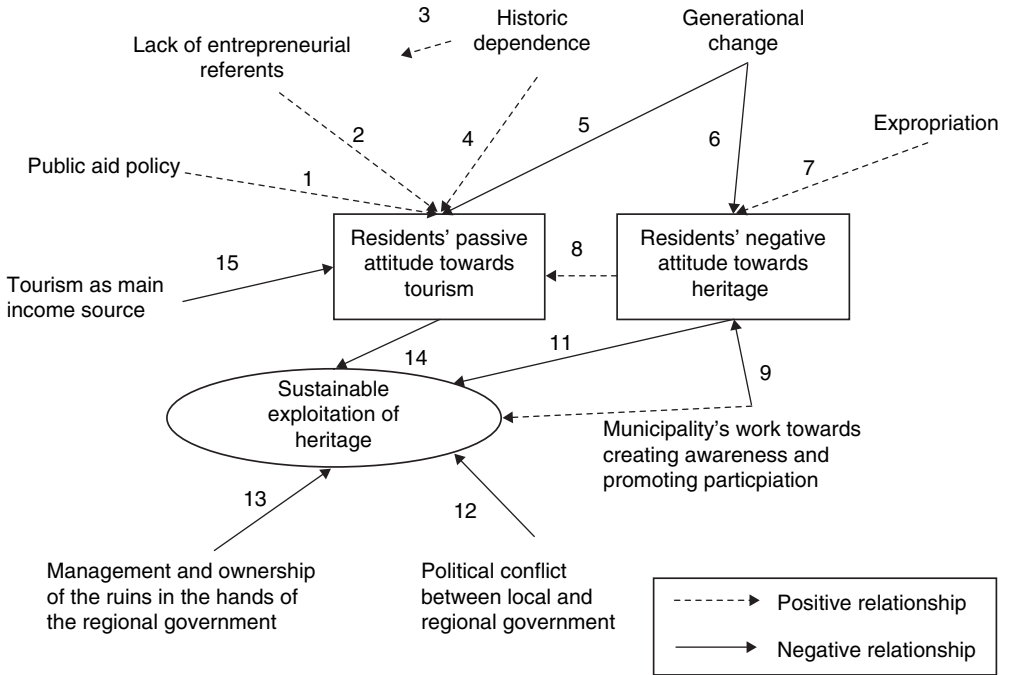 3
Historic
dependence
Generational
change
Lack of entrepreneurial
referents
2
4
5
6
Expropriation
7
Public aid policy
1
Residents’ passive
attitude towards
tourism
8
Residents’ negative
attitude towards
heritage
15
Tourism as main
income source
14
11
9
Sustainable
exploitation of
heritage
Municipality’s work towards
creating awareness and
promoting particpiation
13
12
Management and ownership
of the ruins in the hands of
the regional government
Political conflict
between local and
regional government
Positive relationship
Negative relationship